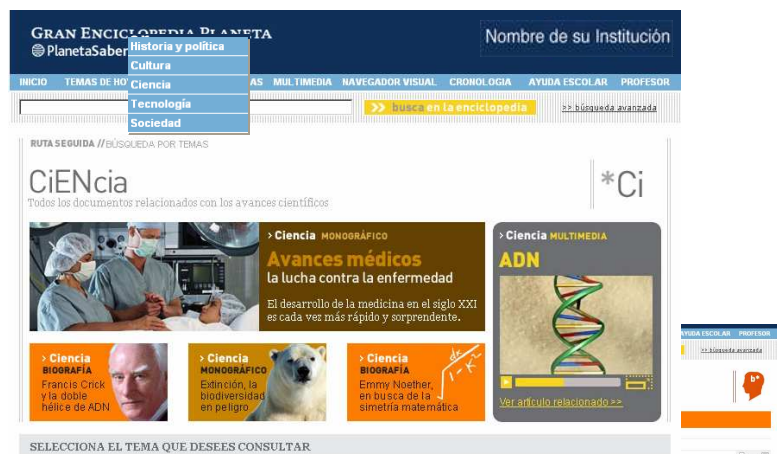 GRAN ENCICLOPEDIA PLANETA
PlanetaSaber
Nombre de su Institución
Historia y política
Cultura
Ciencia
Tecnología
Sociedad
INICIO TEMAS DE HO AS MULTIMEDIA NAVEGADOR VISUAL CRONOLOGIA AYUDA ESCOLAR PROFESOR
>> busca en la enciclopedia >> búsqueda avanzada
RUTA SEGUIDA // BÚSQUEDA POR TEMAS
CiENcia
*Ci
Todos los documentos relacionados con los avances científicos
> Ciencia MONOGRÁFICO
Avances médicos
la lucha contra la enfermedad
El desarrollo de la medicina en el siglo XXI
es cada vez más rápido y sorprendente.
> Ciencia MULTIMEDIA
ADN
Ver artículo relacionado >>
> Ciencia
BIOGRAFÍA
Francis Crick
y la doble
hélice de ADN
> Ciencia
MONOGRÁFICO
Extinción, la
biodiversidad
en peligro
> Ciencia
BIOGRAFÍA
Emmy Noether,
en busca de la
simetría matemática
SELECCIONA EL TEMA QUE DESEES CONSULTAR
AYUDA ESCOLAR PROFESOR
>> búsqueda avanzada
b*